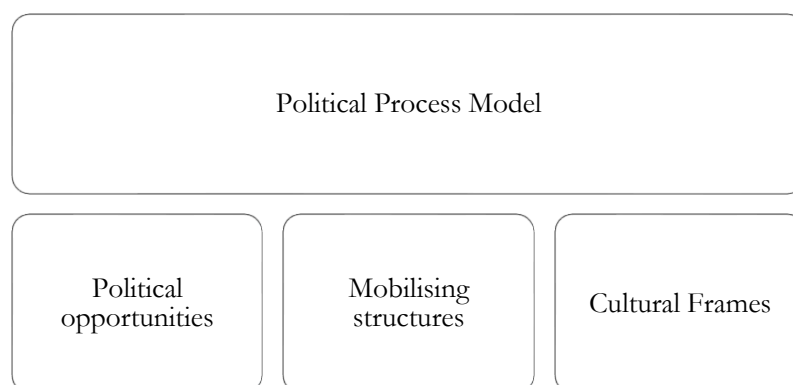 Political Process Model
Political
opportunities
Mobilising
structures
Cultural Frames